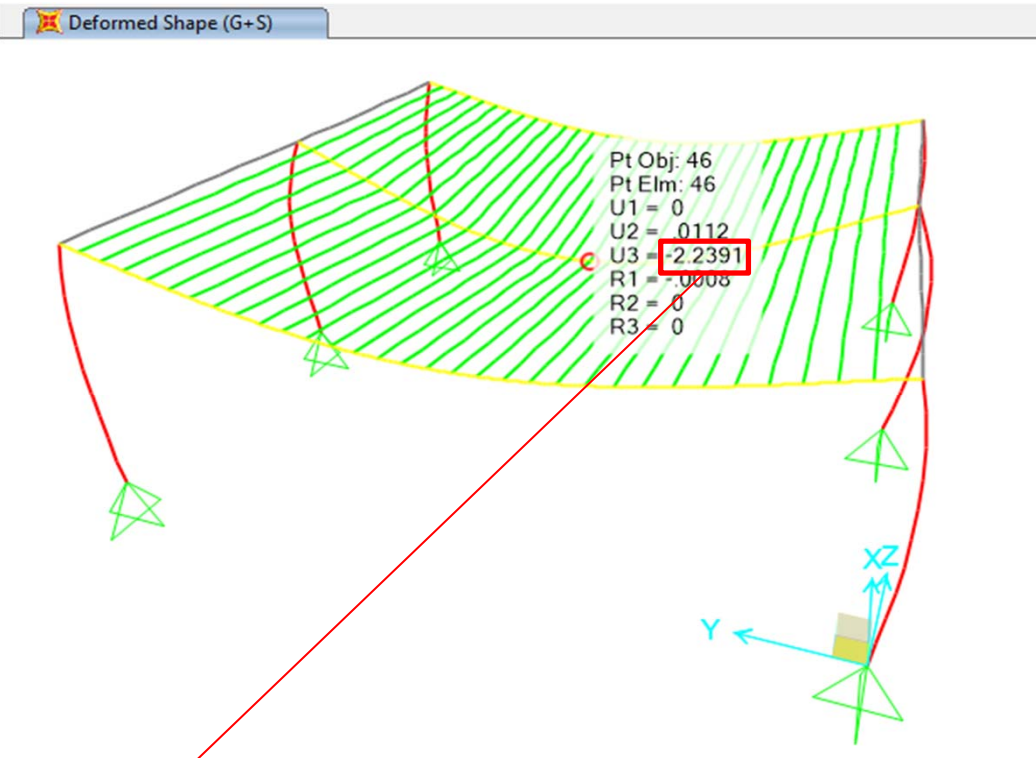 Deformed Shape (G+S)
Pt Obj: 46
Pt Elm: 46
U1 = 0
U2 = .0112
U3 = -2.2391
R1 = -.0008
R2 = 0
R3 = 0
XZ
Y